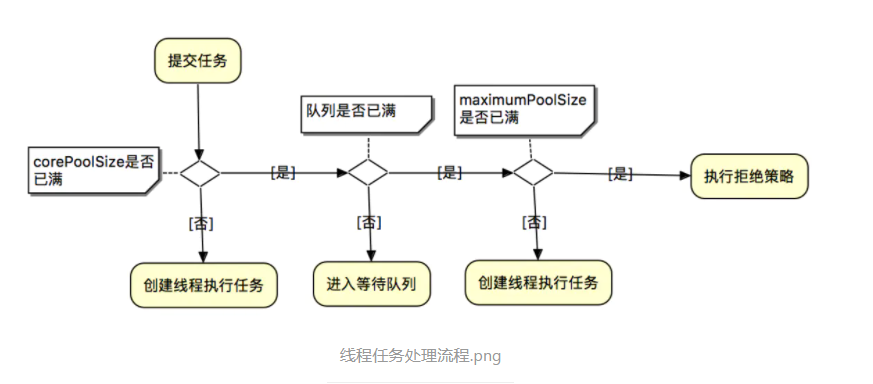 提交任务
corePoolSize是否
已满
队列是否已满
maximumPoolSize
是否已满
[是]
[是]
[是]
执行拒绝策略
[否]
[否]
[否]
创建线程执行任务
进入等待队列
创建线程执行任务
线程任务处理流程.png